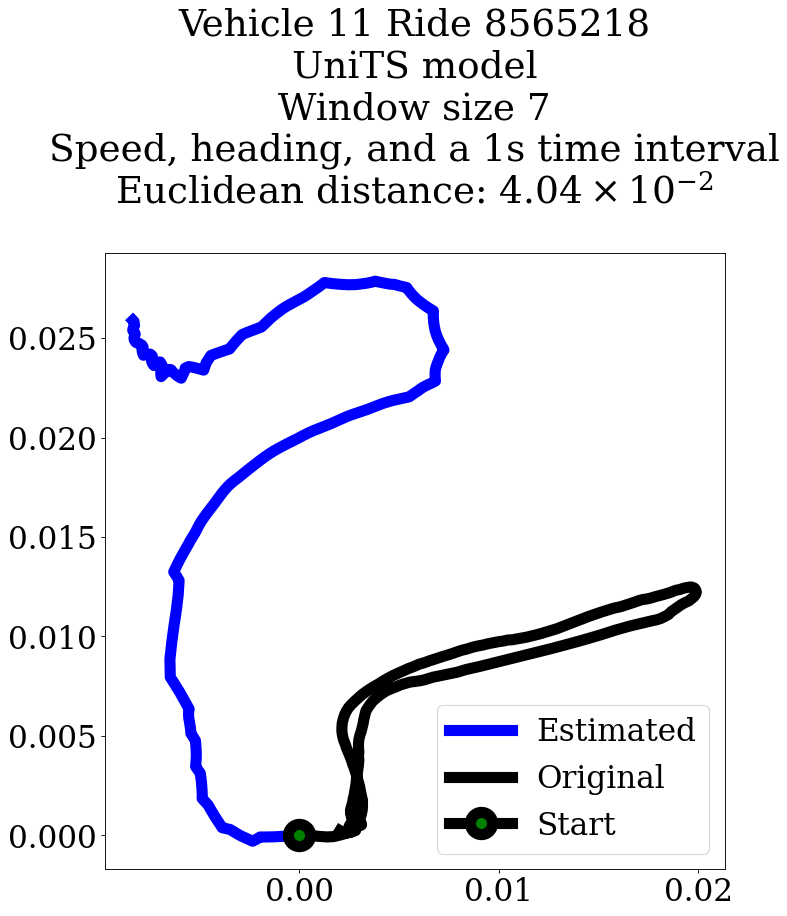 Vehicle 11 Ride 8565218
UniTS model
Window size 7
Speed, heading, and a 1s time interval
Euclidean distance: 4.04 × 10⁻²
0.025
0.020
0.015
0.010
0.005
0.000
Estimated
Original
Start
0.00 0.01 0.02